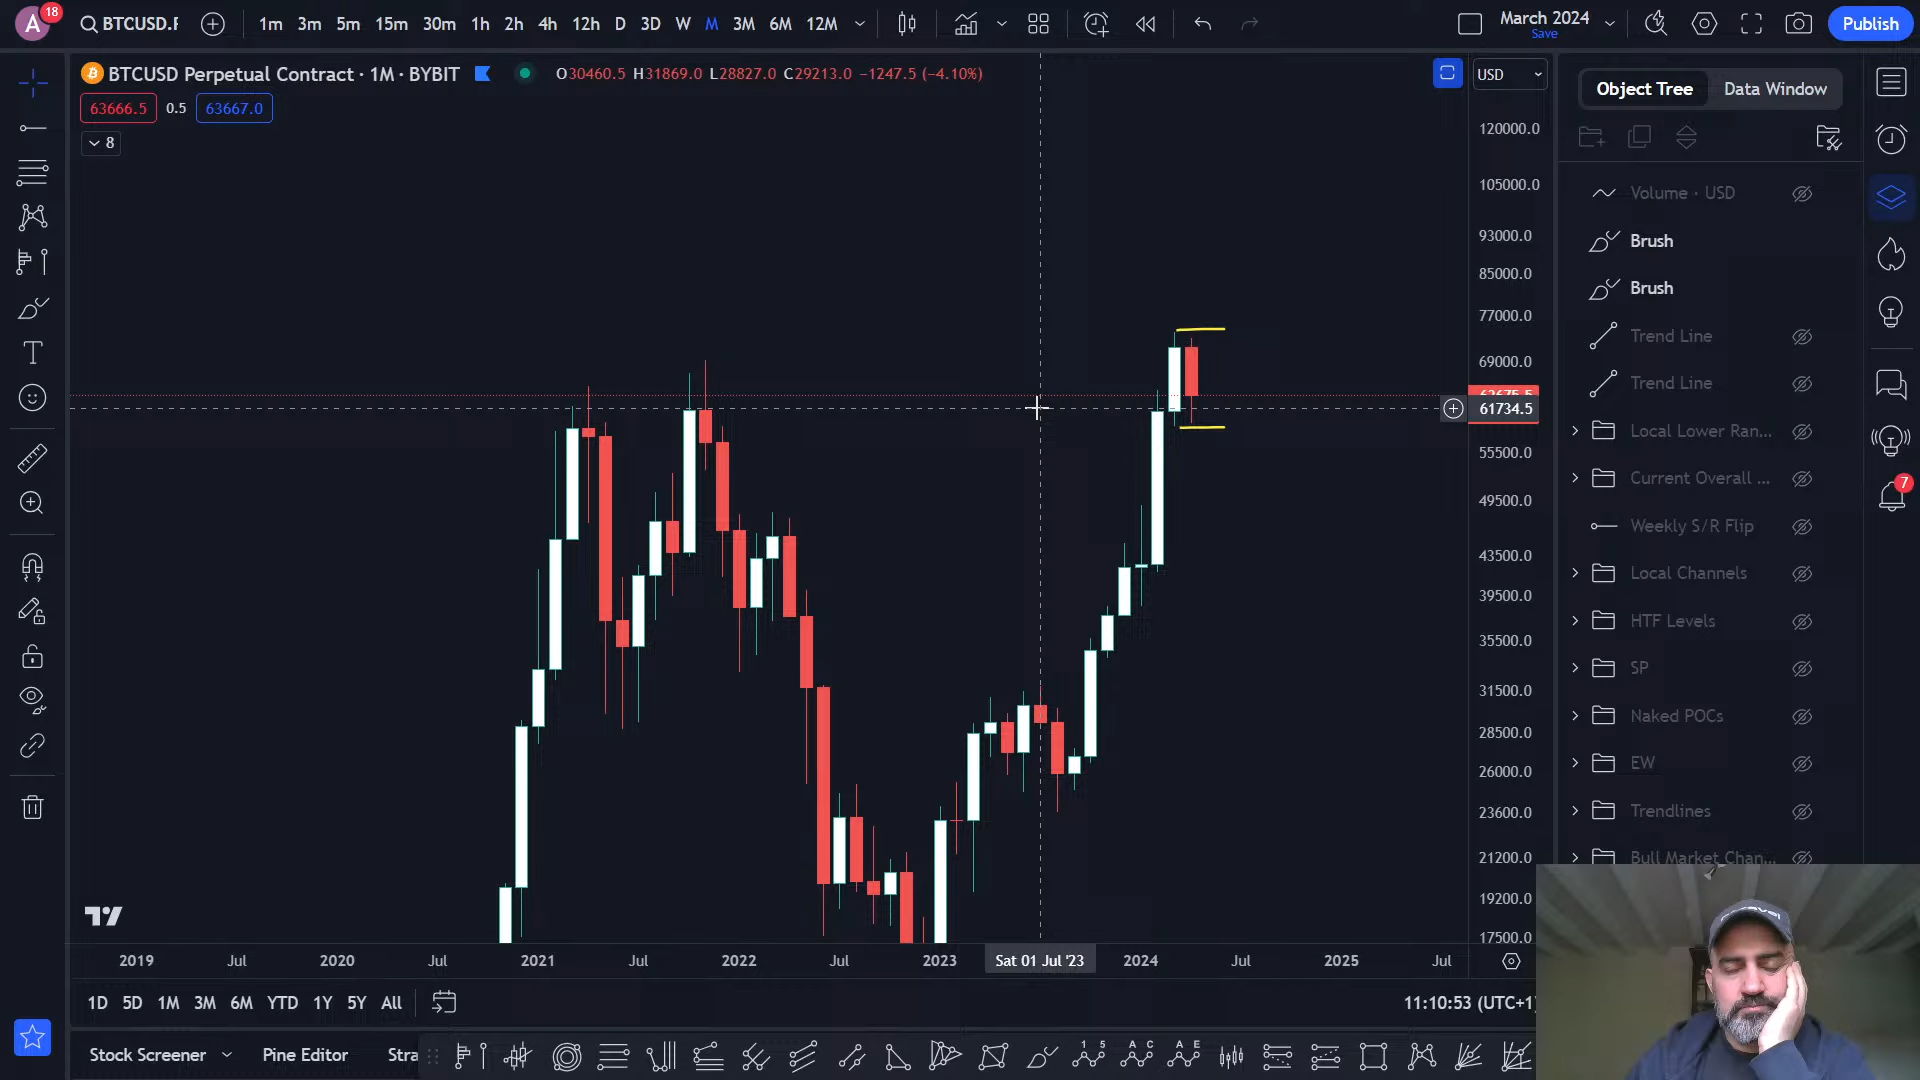 A 18 BTCUSD.F 1m 3m 5m 15m 30m 1h 2h 4h 12h D 3D W M 3M 6M 12M March 2024 Save Publish
BTCUSD Perpetual Contract · 1M · BYBIT O30460.5 H31869.0 L28827.0 C29213.0 −1247.5 (−4.10%) USD
63666.5 0.5 63667.0
8
120000.0
105000.0
93000.0
85000.0
77000.0
69000.0
61734.5
55500.0
49500.0
43500.0
39500.0
35500.0
31500.0
28500.0
26000.0
23600.0
21200.0
19200.0
17500.0
Object Tree Data Window
Volume · USD
Brush
Brush
Trend Line
Trend Line
Local Lower Ran...
Current Overall ...
Weekly S/R Flip
Local Channels
HTF Levels
SP
Naked POCs
EW
Trendlines
Bull Market Chan...
7
2019 Jul 2020 Jul 2021 Jul 2022 Jul 2023 Sat 01 Jul '23 2024 Jul 2025 Jul
1D 5D 1M 3M 6M YTD 1Y 5Y All 11:10:53 (UTC+1)
Stock Screener Pine Editor Stra